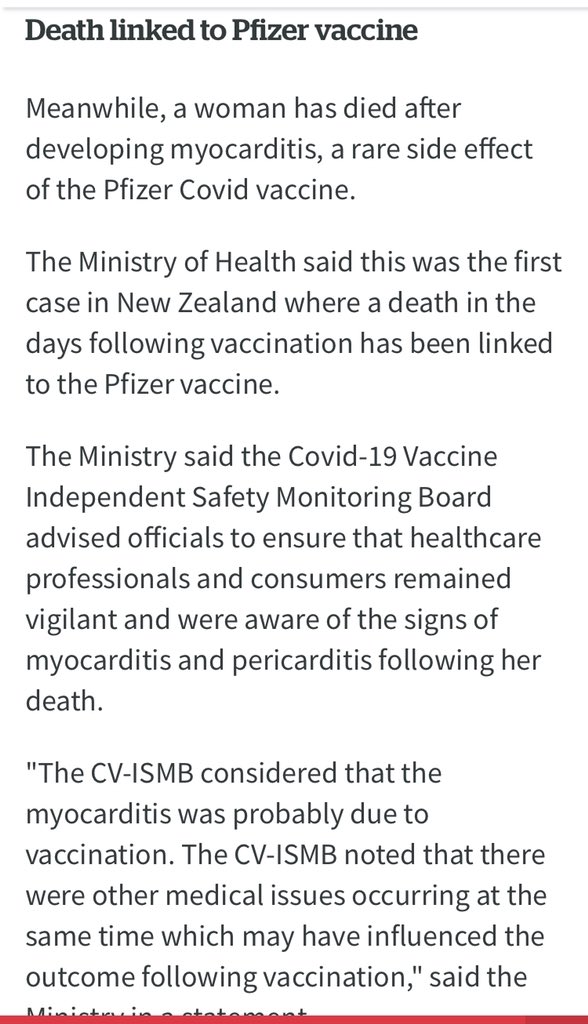 Death linked to Pfizer vaccine
Meanwhile, a woman has died after
developing myocarditis, a rare side effect
of the Pfizer Covid vaccine.
The Ministry of Health said this was the first
case in New Zealand where a death in the
days following vaccination has been linked
to the Pfizer vaccine.
The Ministry said the Covid-19 Vaccine
Independent Safety Monitoring Board
advised officials to ensure that healthcare
professionals and consumers remained
vigilant and were aware of the signs of
myocarditis and pericarditis following her
death.
"The CV-ISMB considered that the
myocarditis was probably due to
vaccination. The CV-ISMB noted that there
were other medical issues occurring at the
same time which may have influenced the
outcome following vaccination," said the
Ministry in a statement.